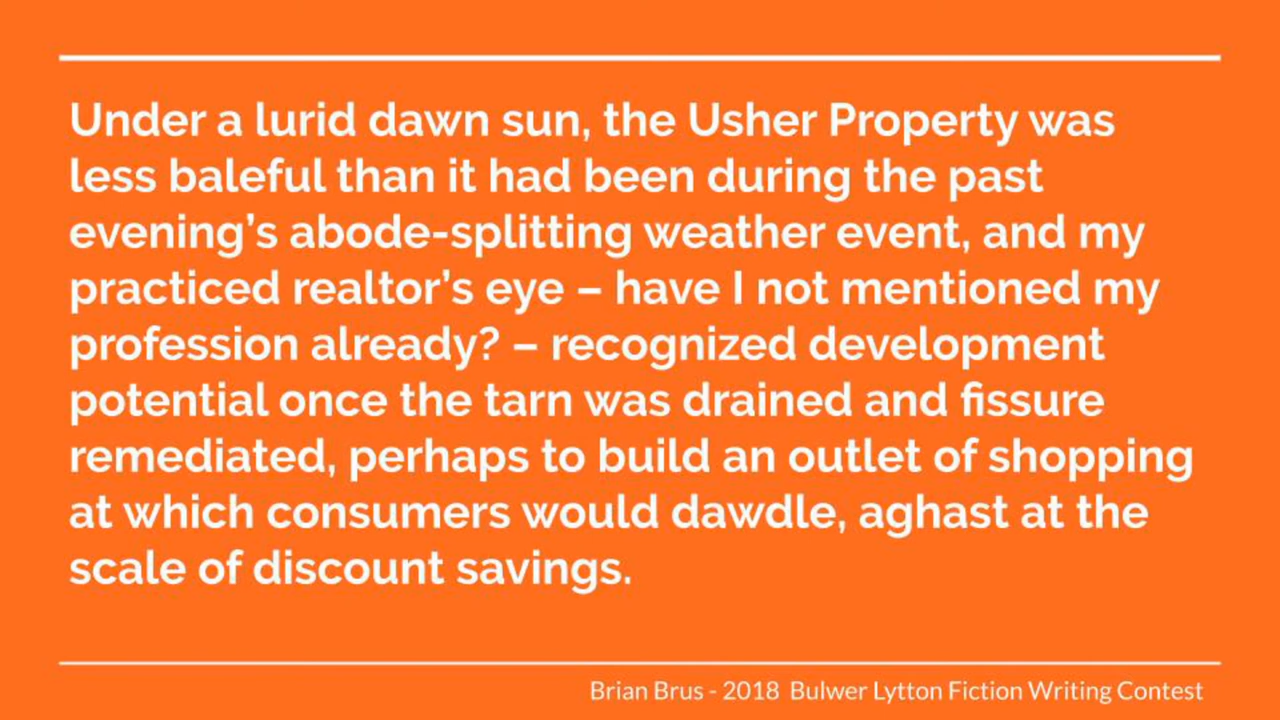 Under a lurid dawn sun, the Usher Property was
less baleful than it had been during the past
evening’s abode-splitting weather event, and my
practiced realtor’s eye – have I not mentioned my
profession already? – recognized development
potential once the tarn was drained and fissure
remediated, perhaps to build an outlet of shopping
at which consumers would dawdle, aghast at the
scale of discount savings.
Brian Brus - 2018 Bulwer Lytton Fiction Writing Contest